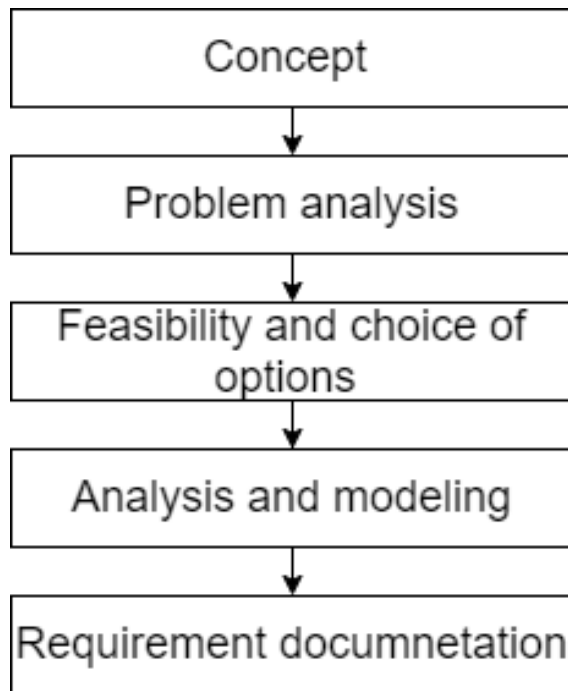 Concept
Problem analysis
Feasibility and choice of
options
Analysis and modeling
Requirement documnetation